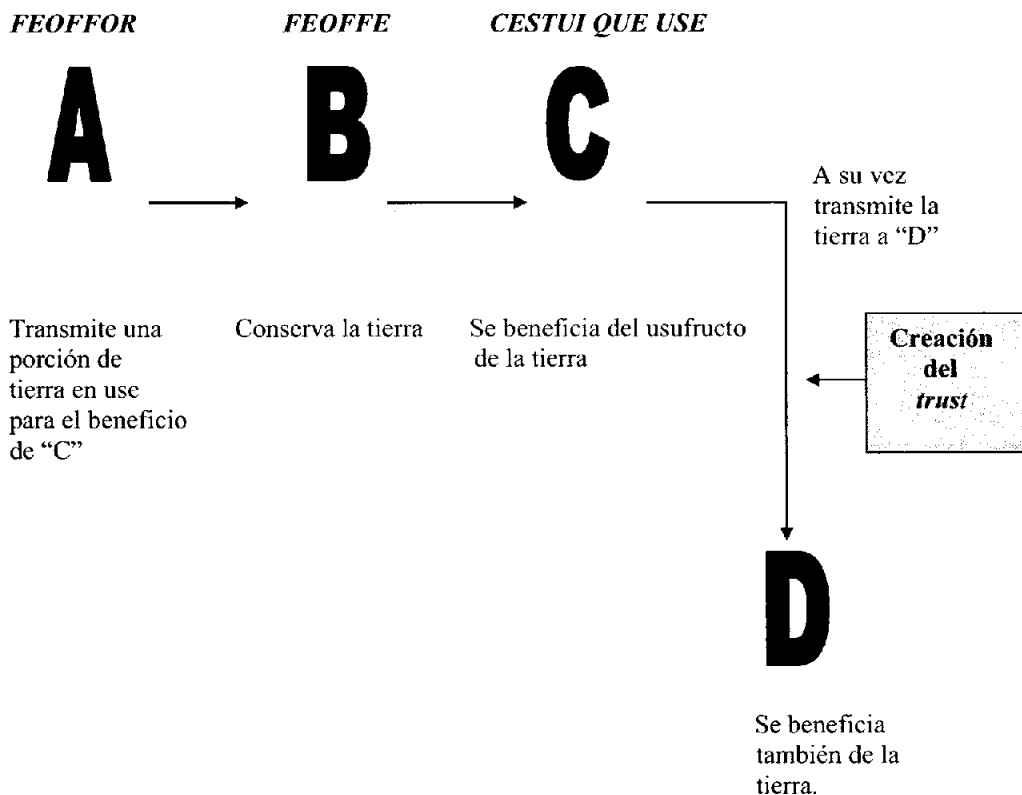 FEOFFOR FEOFFE CESTUI QUE USE
A B C
A su vez
transmite la
tierra a “D”
Transmite una
porción de
tierra en use
para el beneficio
de “C”
Conserva la tierra
Se beneficia del usufructo
de la tierra
Creación
del
trust
D
Se beneficia
también de la
tierra.